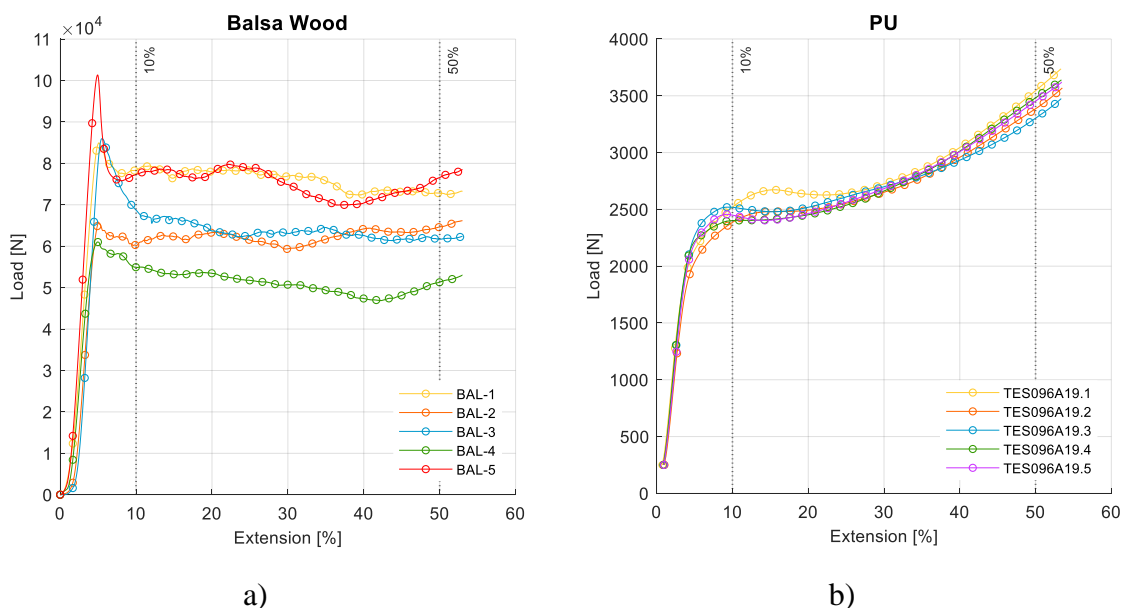 Balsa Wood
×10⁴
11
10
9
8
7
6
5
4
3
2
1
0
Load [N]
10%
50%
BAL-1
BAL-2
BAL-3
BAL-4
BAL-5
0 10 20 30 40 50 60
Extension [%]
a)
PU
4000
3500
3000
2500
2000
1500
1000
500
0
Load [N]
10%
50%
TES096A19.1
TES096A19.2
TES096A19.3
TES096A19.4
TES096A19.5
0 10 20 30 40 50 60
Extension [%]
b)